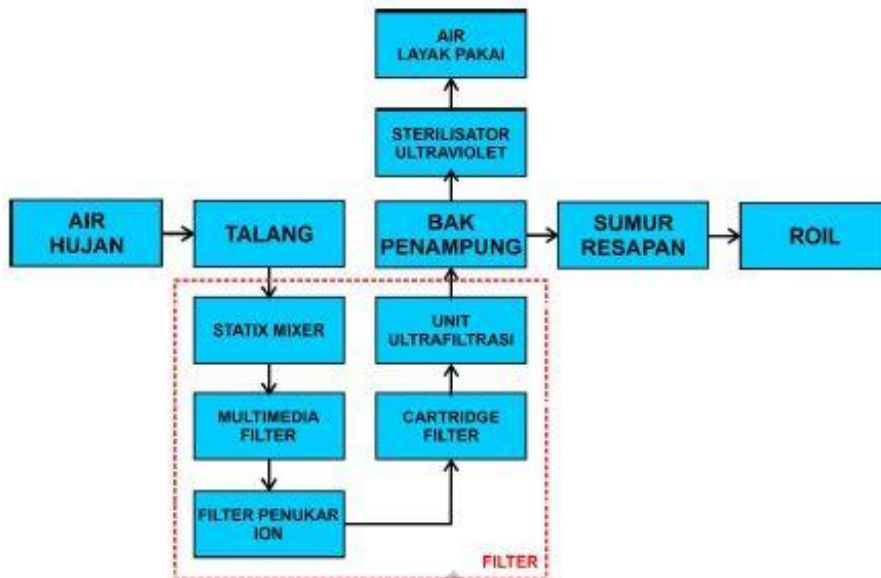 AIR
LAYAK PAKAI
STERILISATOR
ULTRAVIOLET
AIR
HUJAN
TALANG
BAK
PENAMPUNG
SUMUR
RESAPAN
ROIL
STATIX MIXER
UNIT
ULTRAFILTRASI
MULTIMEDIA
FILTER
CARTRIDGE
FILTER
FILTER PENUKAR
ION
FILTER